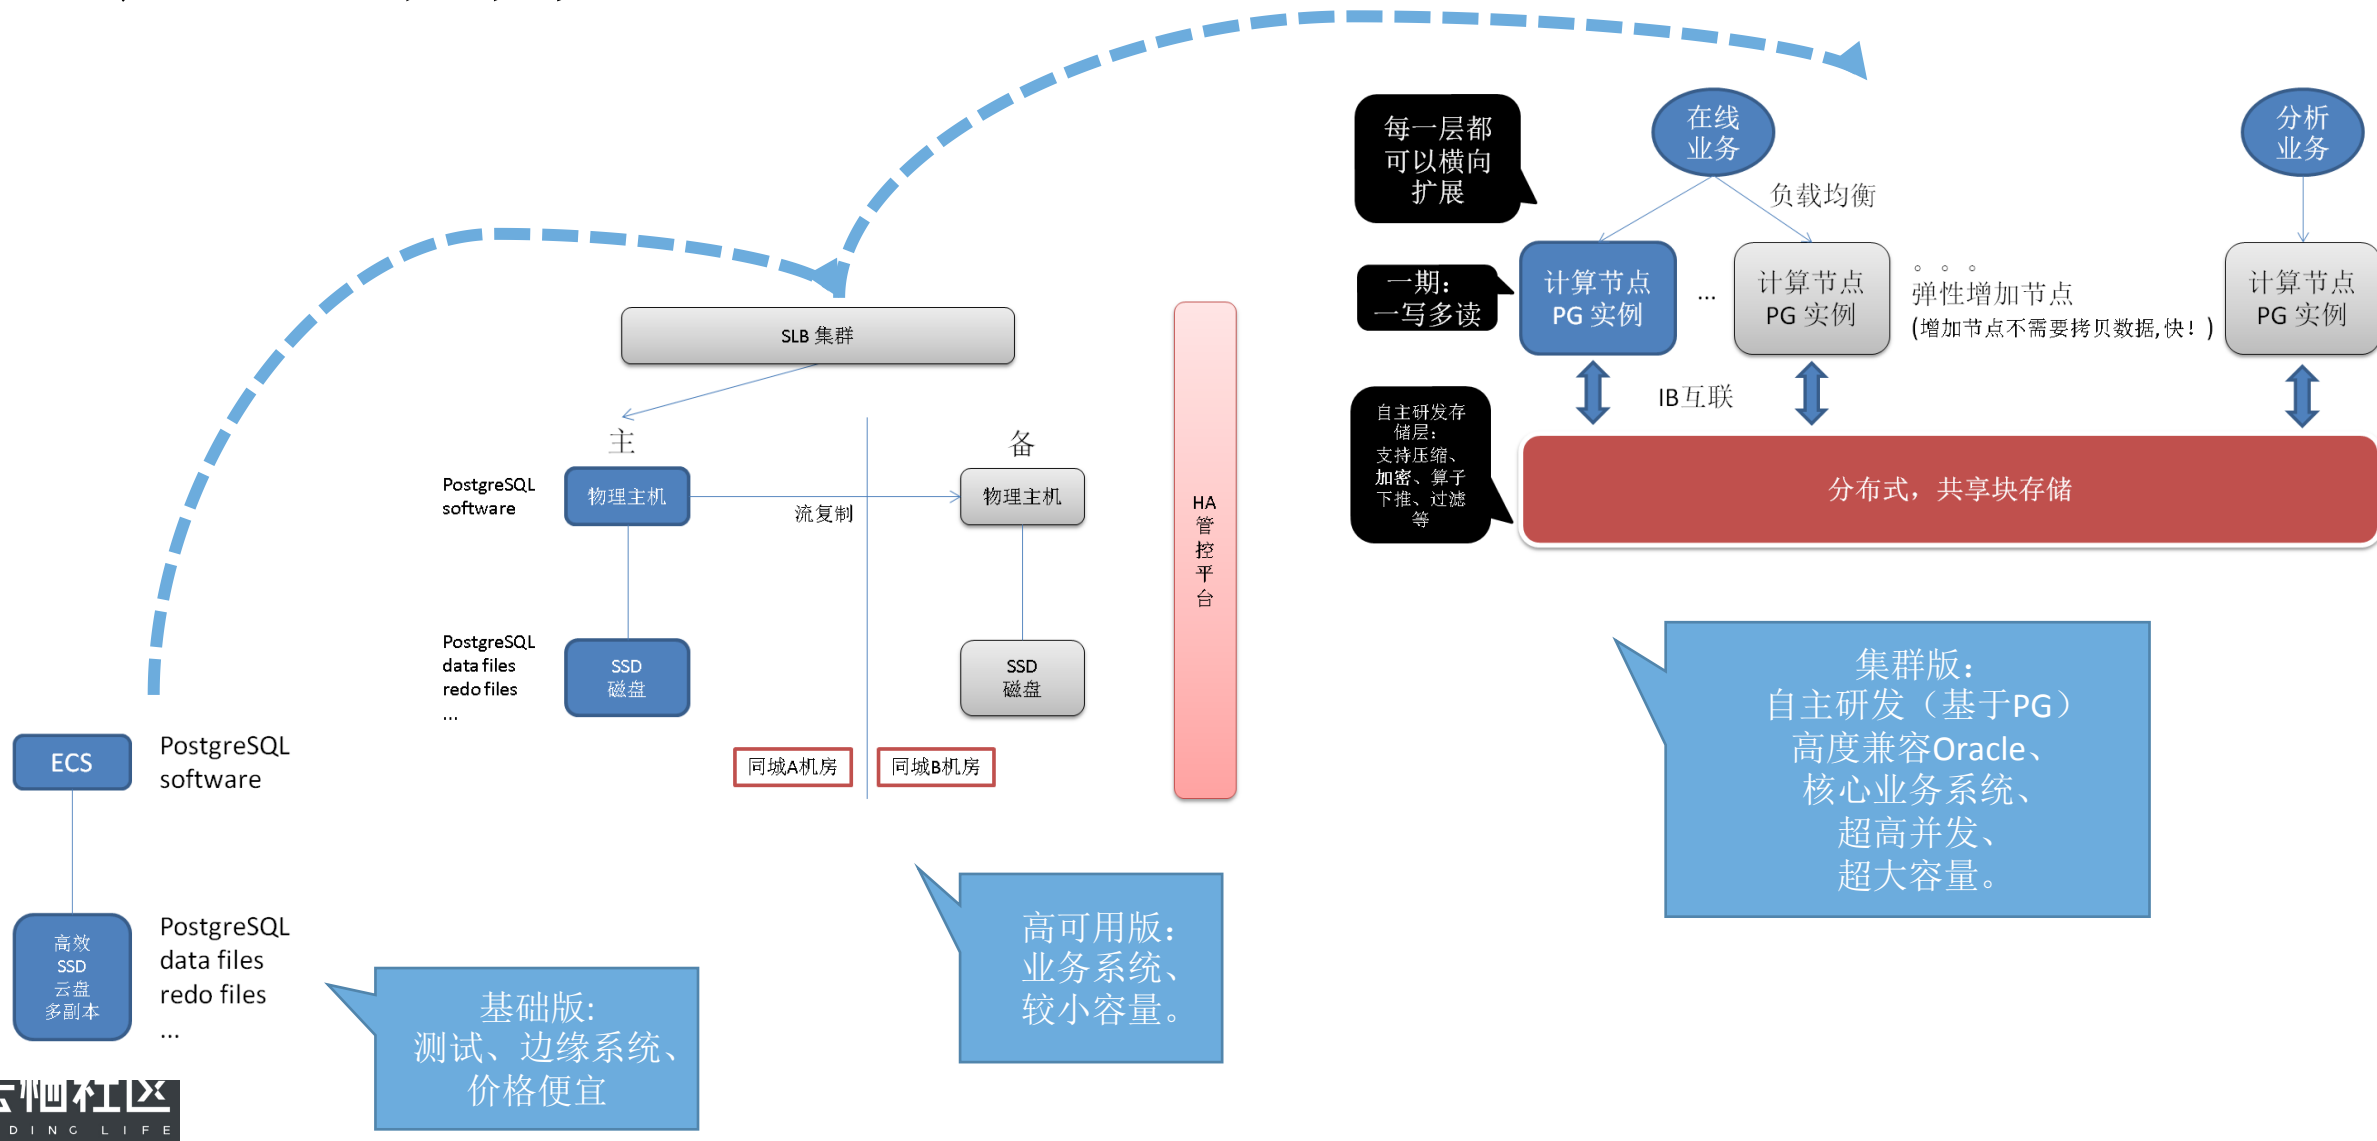 ECS
PostgreSQL
software
高效
SSD
云盘
多副本
PostgreSQL
data files
redo files
...
基础版:
测试、边缘系统、
价格便宜
SLB 集群
主
备
PostgreSQL
software
物理主机
流复制
物理主机
PostgreSQL
data files
redo files
...
SSD
磁盘
SSD
磁盘
同城A机房
同城B机房
HA
管
控
平
台
高可用版：
业务系统、
较小容量。
每一层都
可以横向
扩展
在线
业务
分析
业务
负载均衡
一期：
一写多读
计算节点
PG 实例
...
计算节点
PG 实例
。。。
弹性增加节点
(增加节点不需要拷贝数据,快！)
计算节点
PG 实例
IB互联
自主研发存
储层：
支持压缩、
加密、算子
下推、过滤
等
分布式，共享块存储
集群版：
自主研发（基于PG）
高度兼容Oracle、
核心业务系统、
超高并发、
超大容量。
栖社区
DING LIFE